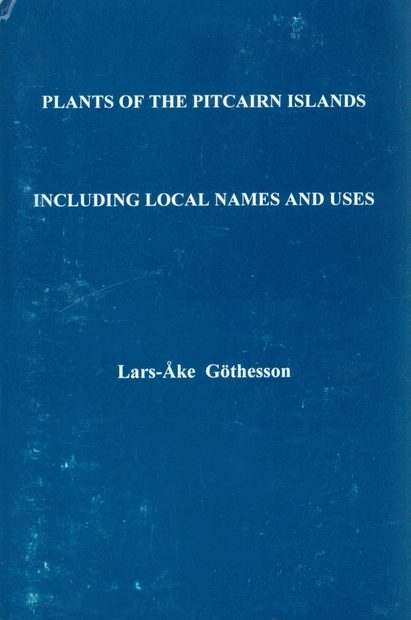 PLANTS OF THE PITCAIRN ISLANDS
INCLUDING LOCAL NAMES AND USES
Lars-Åke Göthesson